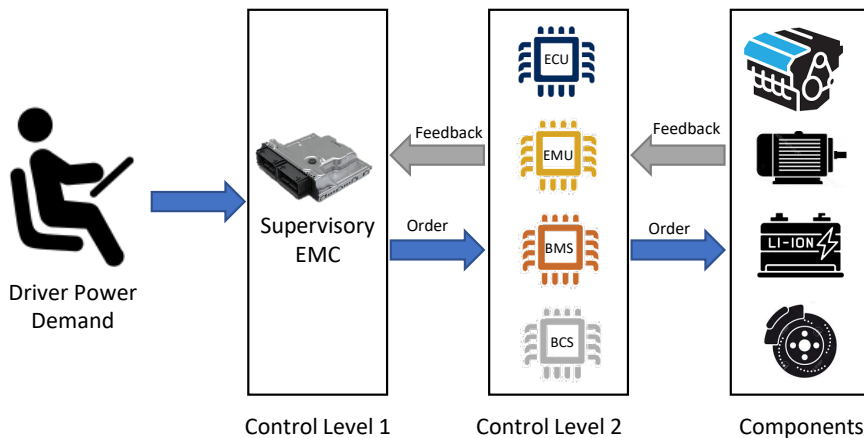 Driver Power
Demand
Supervisory
EMC
Control Level 1
Feedback
Order
ECU
EMU
BMS
BCS
Control Level 2
Feedback
Order
LI-ION
Components